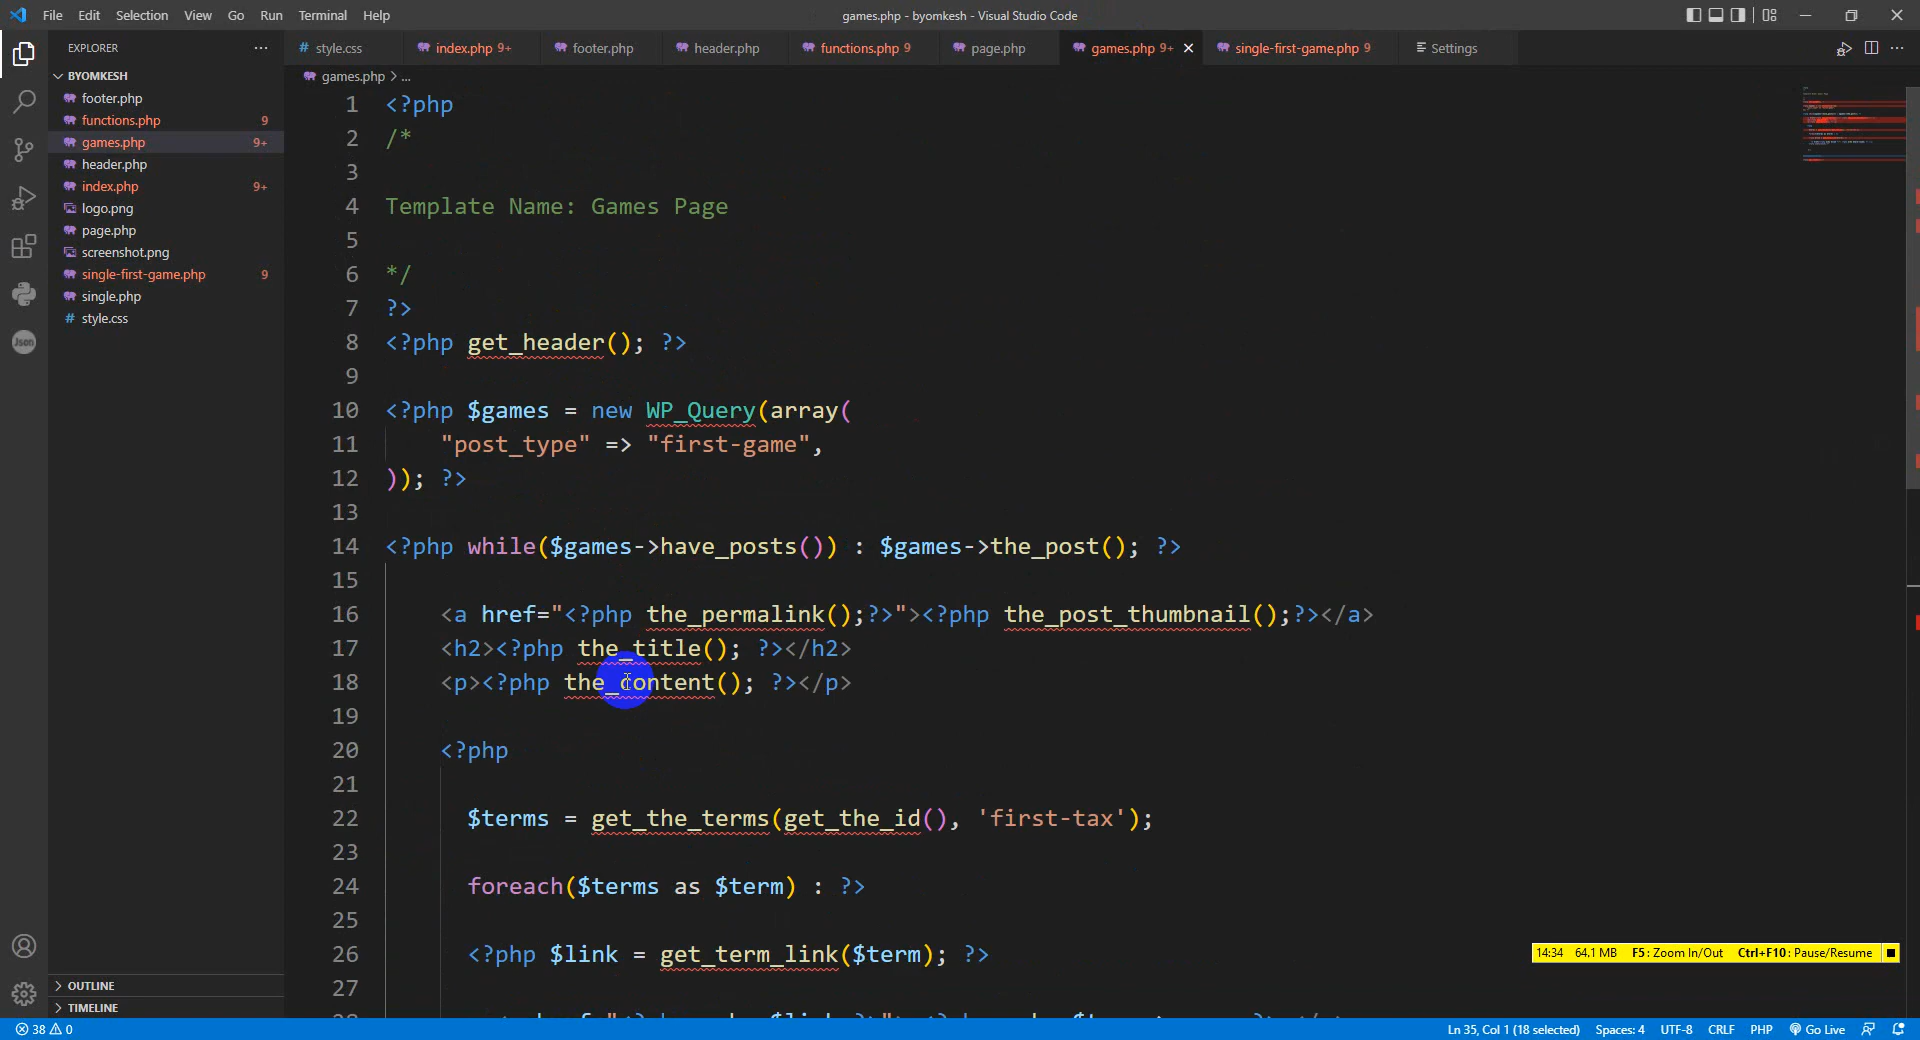 File Edit Selection View Go Run Terminal Help
games.php - byomkesh - Visual Studio Code
EXPLORER
style.css
index.php 9+
footer.php
header.php
functions.php 9
page.php
games.php 9+
single-first-game.php 9
Settings
BYOMKESH
footer.php
functions.php 9
games.php 9+
header.php
index.php 9+
logo.png
page.php
screenshot.png
single-first-game.php 9
single.php
style.css
OUTLINE
TIMELINE
games.php > ...
1 <?php
2 /*
3
4 Template Name: Games Page
5
6 */
7 ?>
8 <?php get_header(); ?>
9
10 <?php $games = new WP_Query(array(
11 "post_type" => "first-game",
12 )); ?>
13
14 <?php while($games->have_posts()) : $games->the_post(); ?>
15
16 <a href="<?php the_permalink();?>"><?php the_post_thumbnail();?></a>
17 <h2><?php the_title(); ?></h2>
18 <p><?php the_content(); ?></p>
19
20 <?php
21
22 $terms = get_the_terms(get_the_id(), 'first-tax');
23
24 foreach($terms as $term) : ?>
25
26 <?php $link = get_term_link($term); ?>
27
Json
14:34 64.1 MB F5: Zoom In/Out Ctrl+F10: Pause/Resume
38 0
Ln 35, Col 1 (18 selected) Spaces: 4 UTF-8 CRLF PHP Go Live